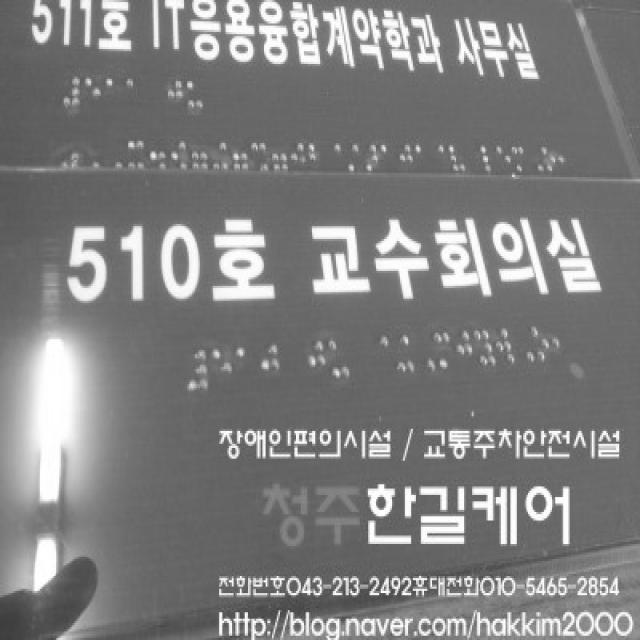 511호 IT응용융합계약학과 사무실
510호 교수회의실
장애인편의시설 / 교통주차안전시설
청주한길케어
전화번호043-213-2492휴대전화010-5465-2854
http://blog.naver.com/hakkim2000